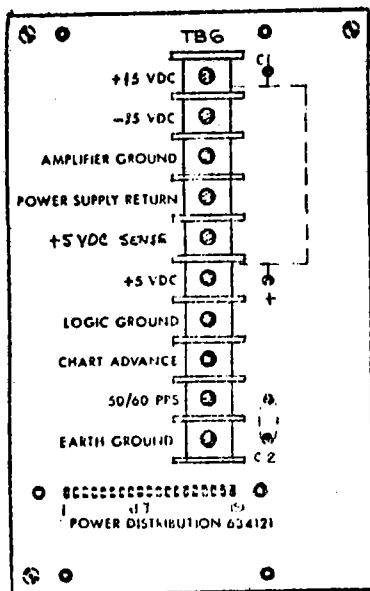 TB6
C1
+15 VDC
-15 VDC
AMPLIFIER GROUND
POWER SUPPLY RETURN
+5 VDC SENSE
+5 VDC
+
LOGIC GROUND
CHART ADVANCE
50/60 PPS
EARTH GROUND
C2
1
19
POWER DISTRIBUTION 634121